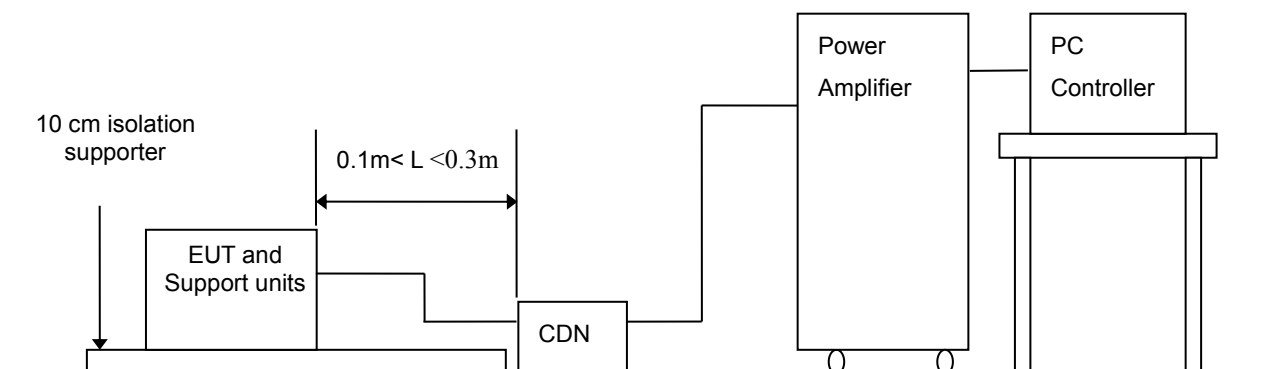 Power
Amplifier
PC
Controller
10 cm isolation
supporter
0.1m< L <0.3m
EUT and
Support units
CDN